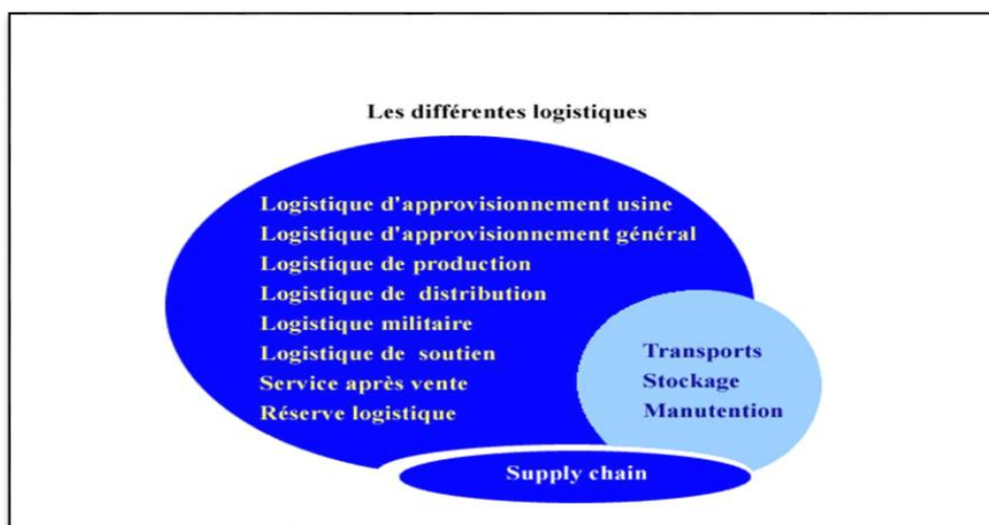 Les différentes logistiques
Logistique d'approvisionnement usine
Logistique d'approvisionnement général
Logistique de production
Logistique de distribution
Logistique militaire
Logistique de soutien
Service après vente
Réserve logistique
Transports
Stockage
Manutention
Supply chain